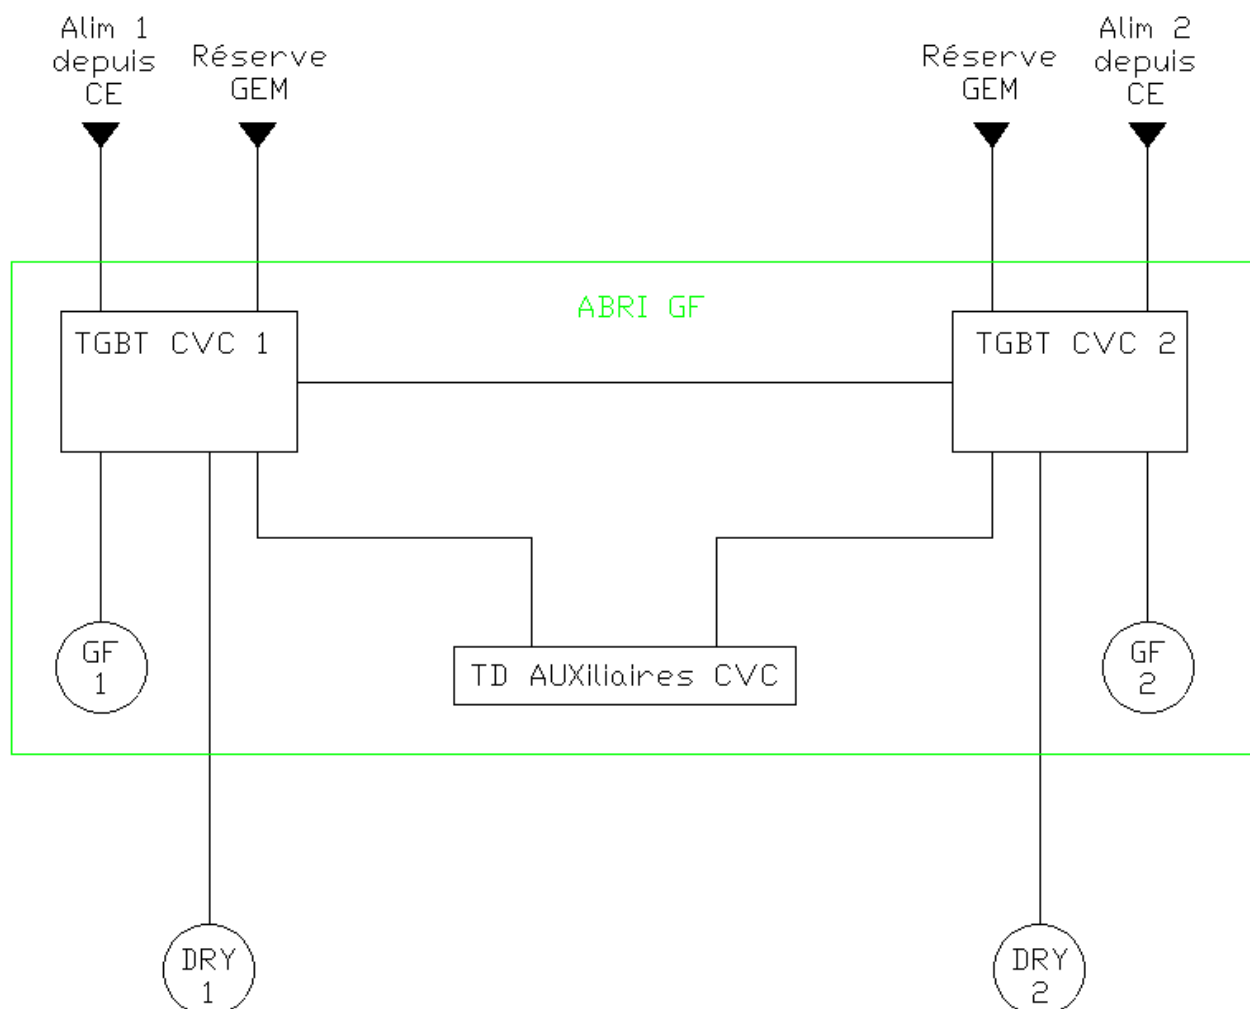 Alim 1
depuis
CE
Réserve
GEM
Réserve
GEM
Alim 2
depuis
CE
ABRI GF
TGBT CVC 1
TGBT CVC 2
GF
1
TD AUXiliaires CVC
GF
2
DRY
1
DRY
2